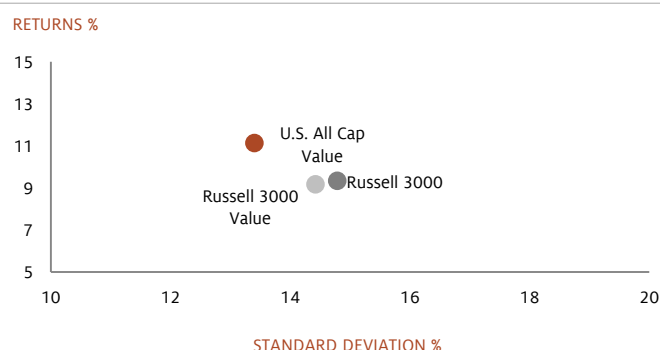 RETURNS %
15
13
11
9
7
5
U.S. All Cap
Value
Russell 3000
Russell 3000
Value
10 12 14 16 18 20
STANDARD DEVIATION %